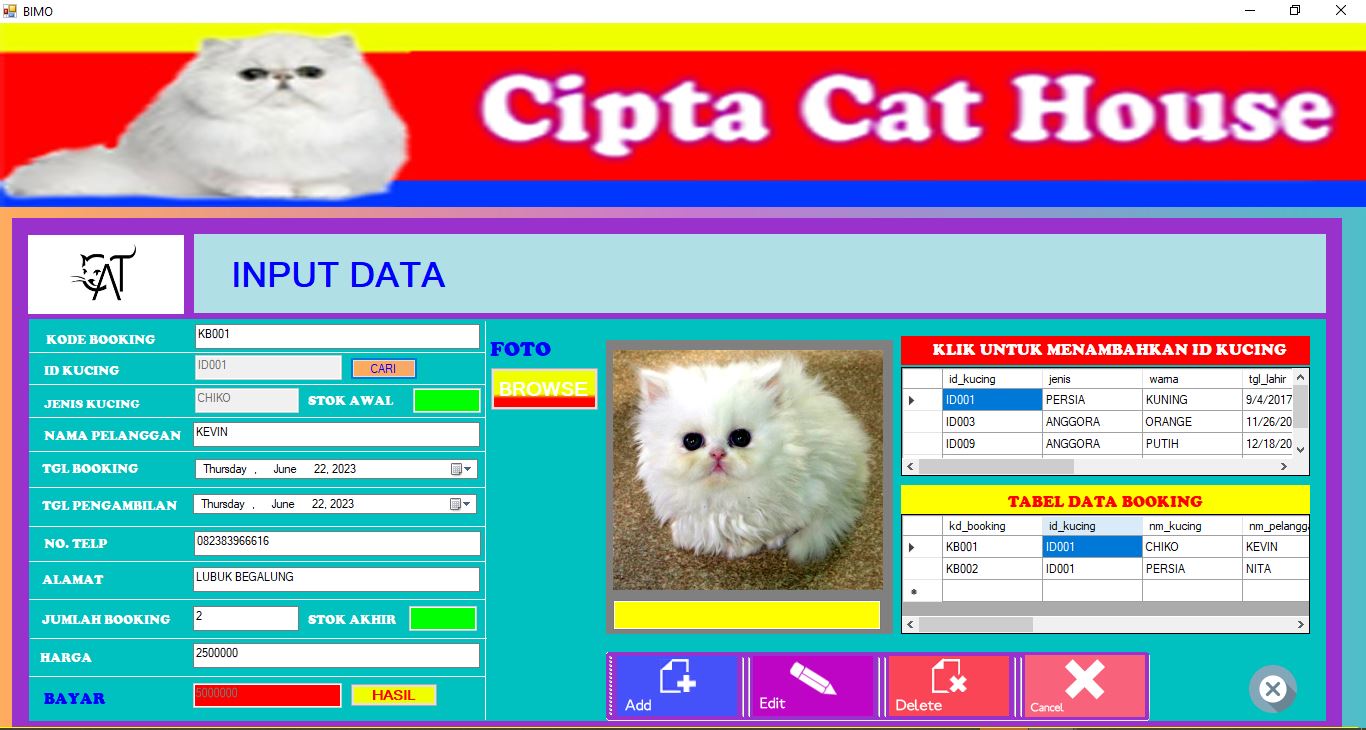 BIMO
Cipta Cat House
CAT
INPUT DATA
KODE BOOKING KB001
ID KUCING ID001 CARI
JENIS KUCING CHIKO STOK AWAL
NAMA PELANGGAN KEVIN
TGL BOOKING Thursday , June 22, 2023
TGL PENGAMBILAN Thursday , June 22, 2023
NO. TELP 082383966616
ALAMAT LUBUK BEGALUNG
JUMLAH BOOKING 2 STOK AKHIR
HARGA 2500000
BAYAR 5000000 HASIL
FOTO
BROWSE
KLIK UNTUK MENAMBAHKAN ID KUCING
id_kucing jenis warna tgl_lahir
ID001 PERSIA KUNING 9/4/2017
ID003 ANGGORA ORANGE 11/26/20
ID009 ANGGORA PUTIH 12/18/20
TABEL DATA BOOKING
kd_booking id_kucing nm_kucing nm_pelangga
KB001 ID001 CHIKO KEVIN
KB002 ID001 PERSIA NITA
Add Edit Delete Cancel